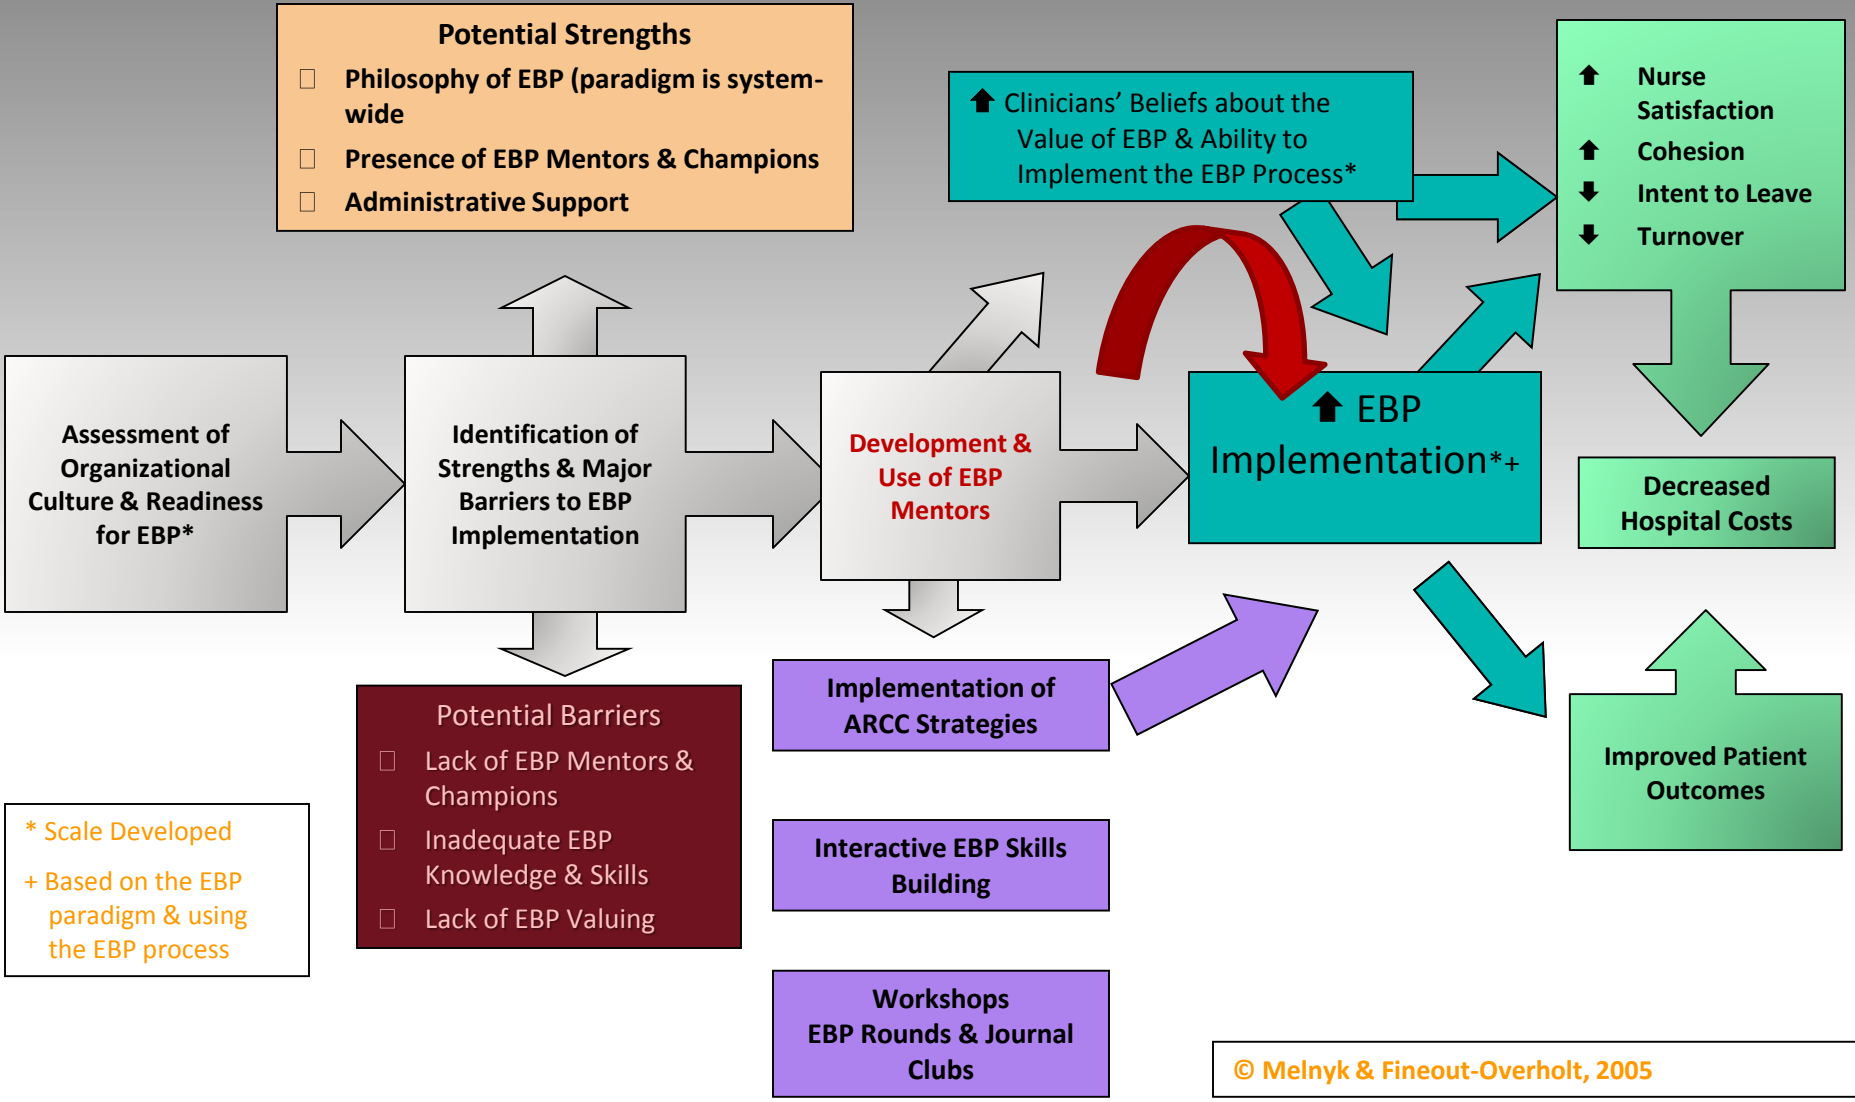 Potential Strengths
Philosophy of EBP (paradigm is system-
wide
Presence of EBP Mentors & Champions
Administrative Support
Clinicians’ Beliefs about the
Value of EBP & Ability to
Implement the EBP Process*
Nurse
Satisfaction
Cohesion
Intent to Leave
Turnover
Assessment of
Organizational
Culture & Readiness
for EBP*
Identification of
Strengths & Major
Barriers to EBP
Implementation
Development &
Use of EBP
Mentors
EBP
Implementation*+
Decreased
Hospital Costs
Potential Barriers
Lack of EBP Mentors &
Champions
Inadequate EBP
Knowledge & Skills
Lack of EBP Valuing
Implementation of
ARCC Strategies
Improved Patient
Outcomes
* Scale Developed
+ Based on the EBP
paradigm & using
the EBP process
Interactive EBP Skills
Building
Workshops
EBP Rounds & Journal
Clubs
© Melnyk & Fineout-Overholt, 2005